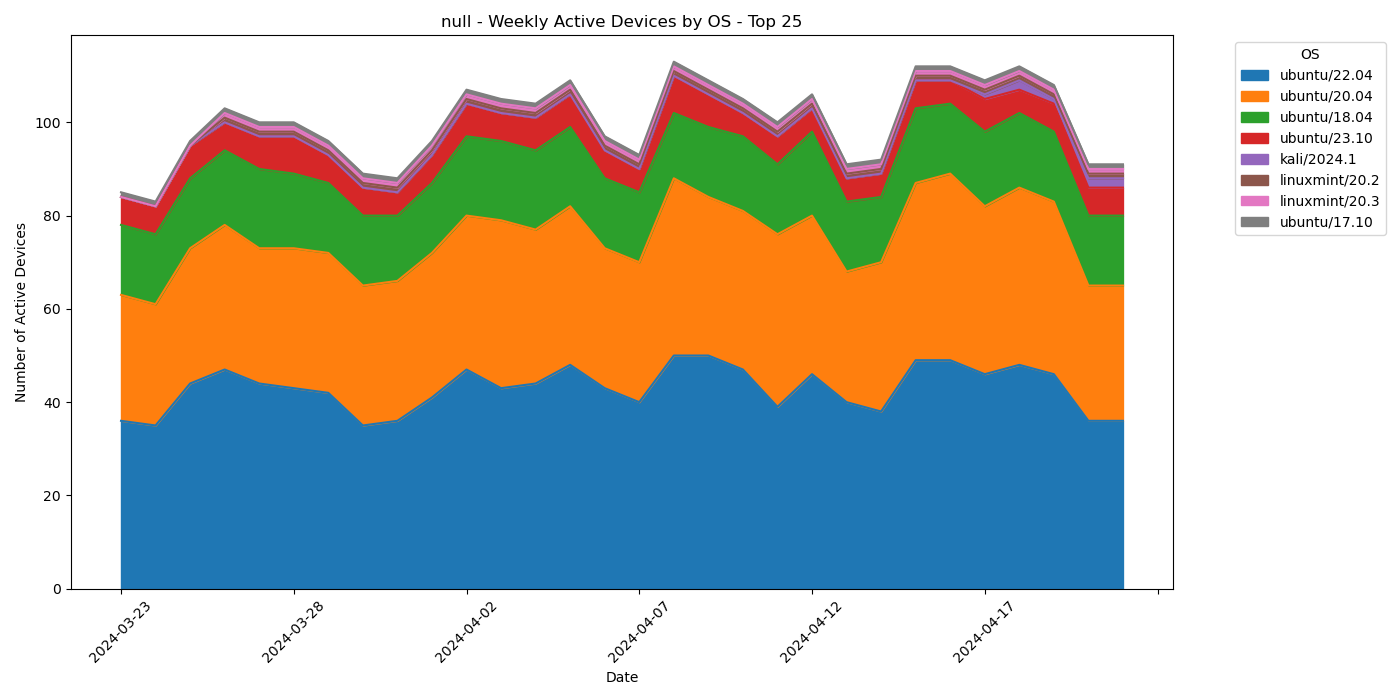 null - Weekly Active Devices by OS - Top 25
Number of Active Devices
100
80
60
40
20
0
2024-03-23
2024-03-28
2024-04-02
2024-04-07
2024-04-12
2024-04-17
Date
OS
ubuntu/22.04
ubuntu/20.04
ubuntu/18.04
ubuntu/23.10
kali/2024.1
linuxmint/20.2
linuxmint/20.3
ubuntu/17.10